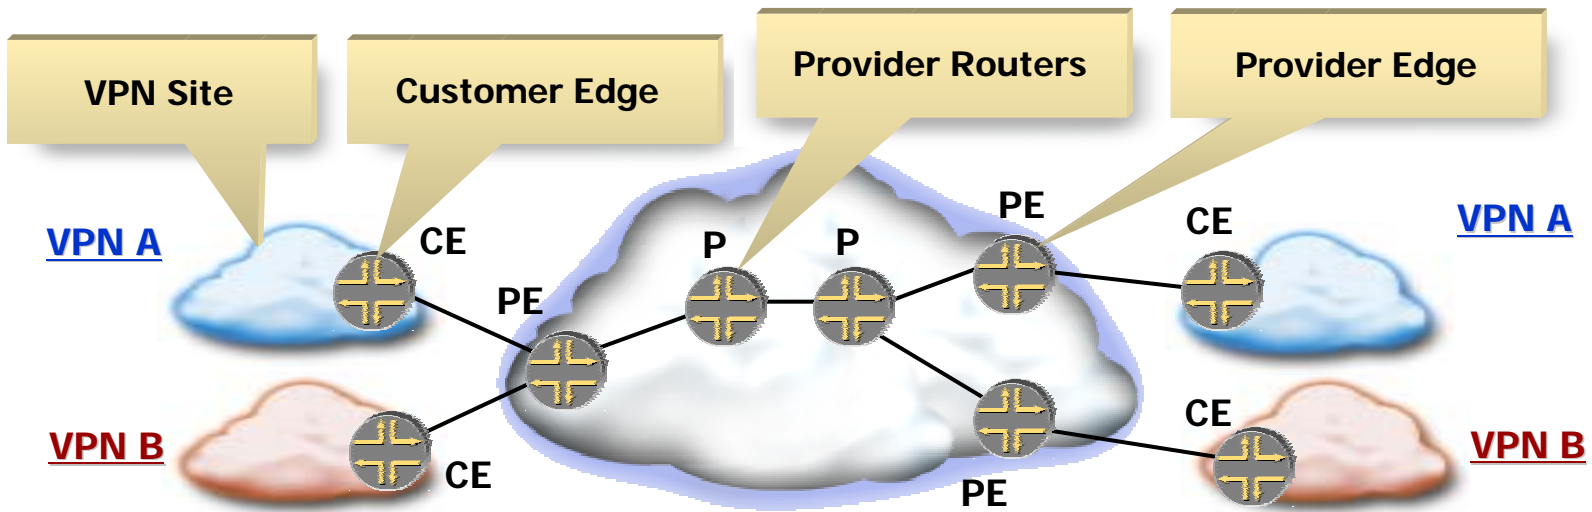 VPN Site
Customer Edge
Provider Routers
Provider Edge
VPN A
CE
PE
P
P
PE
CE
VPN A
VPN B
CE
PE
CE
VPN B